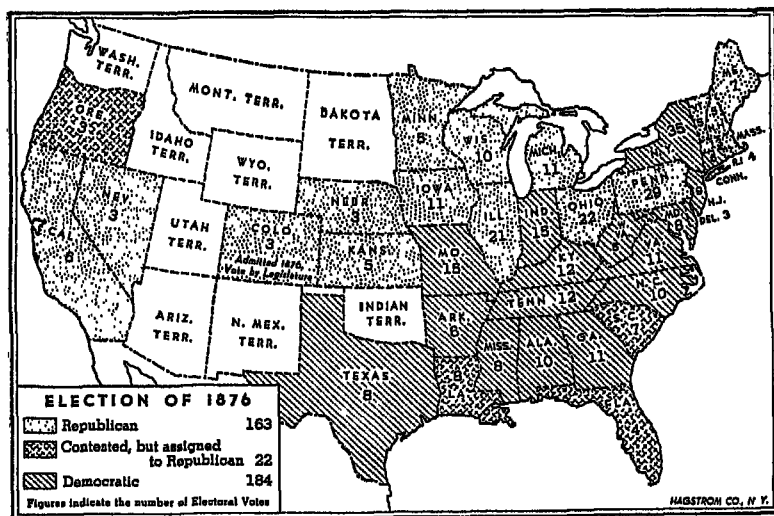 WASH.
TERR.
MONT. TERR.
DAKOTA
TERR.
MINN.
ORE.
3
IDAHO
TERR.
WYO.
TERR.
WIS.
10
MICH.
11
ME.
7
35
MASS.
R.I. 4
CONN.
NEV.
3
CAL.
6
UTAH
TERR.
COLO.
3
Admitted 1876,
Vote by Legislature
NEBR.
3
KANS.
5
IOWA
11
ILL.
21
IND.
15
OHIO
22
PENN.
29
N.J.
DEL. 3
MO.
15
KY.
12
VA.
11
ARIZ.
TERR.
N. MEX.
TERR.
INDIAN
TERR.
TENN. 12
N.C.
10
ARK.
6
MISS.
8
ALA.
10
GA.
11
7
TEXAS
8
8
LA.
FLA.
4
ELECTION OF 1876
Republican 163
Contested, but assigned
to Republican 22
Democratic 184
Figures indicate the number of Electoral Votes
HAGSTROM CO., N. Y.